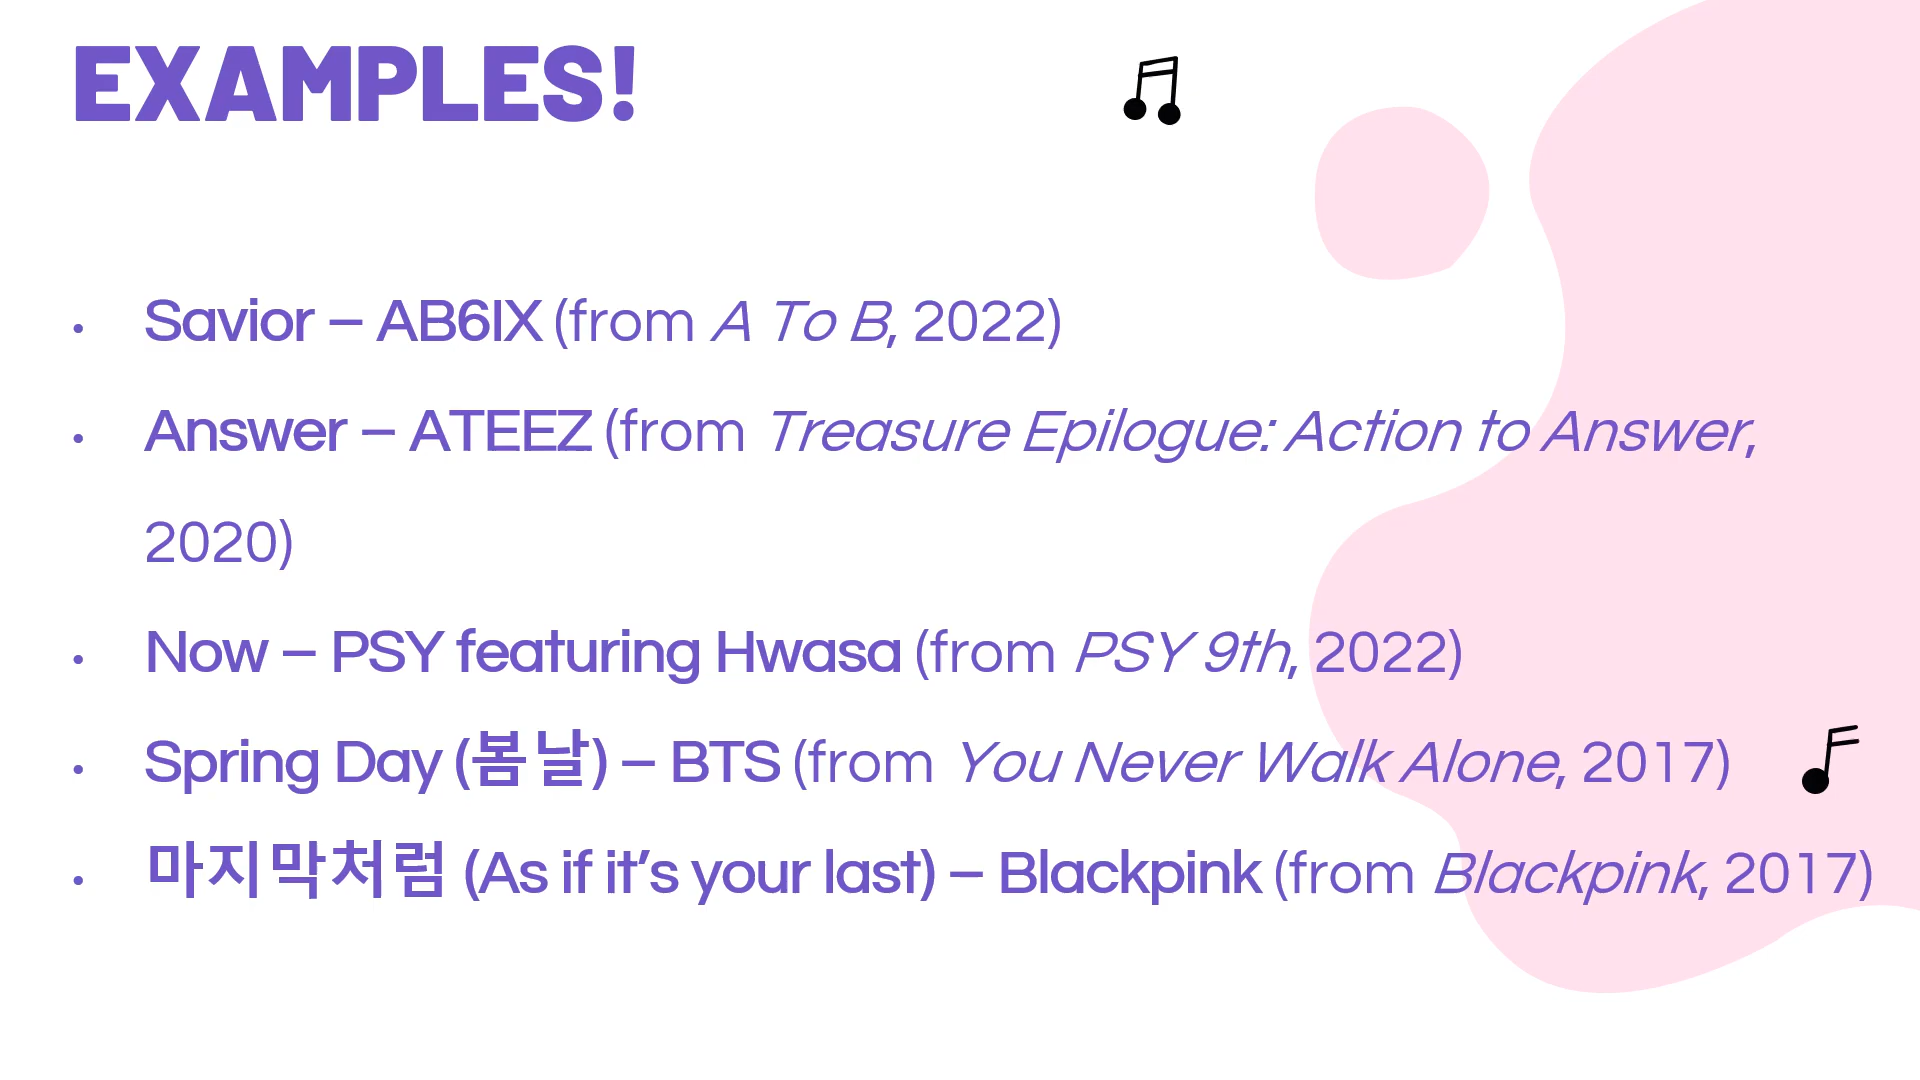 EXAMPLES!
• Savior – AB6IX (from A To B, 2022)
• Answer – ATEEZ (from Treasure Epilogue: Action to Answer,
2020)
• Now – PSY featuring Hwasa (from PSY 9th, 2022)
• Spring Day (봄날) – BTS (from You Never Walk Alone, 2017)
• 마지막처럼 (As if it’s your last) – Blackpink (from Blackpink, 2017)